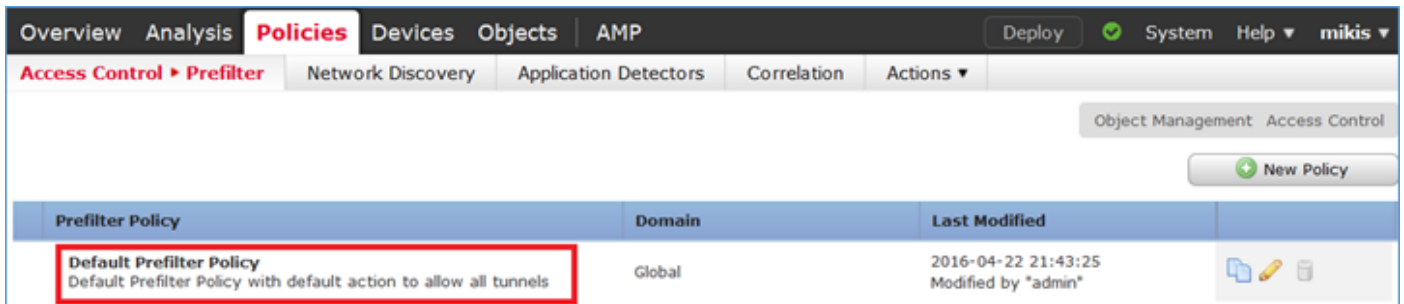 Overview Analysis Policies Devices Objects AMP Deploy System Help ▾ mikis ▾
Access Control ▸ Prefilter Network Discovery Application Detectors Correlation Actions ▾
Object Management Access Control
New Policy
Prefilter Policy Domain Last Modified
Default Prefilter Policy
Default Prefilter Policy with default action to allow all tunnels
Global
2016-04-22 21:43:25
Modified by "admin"